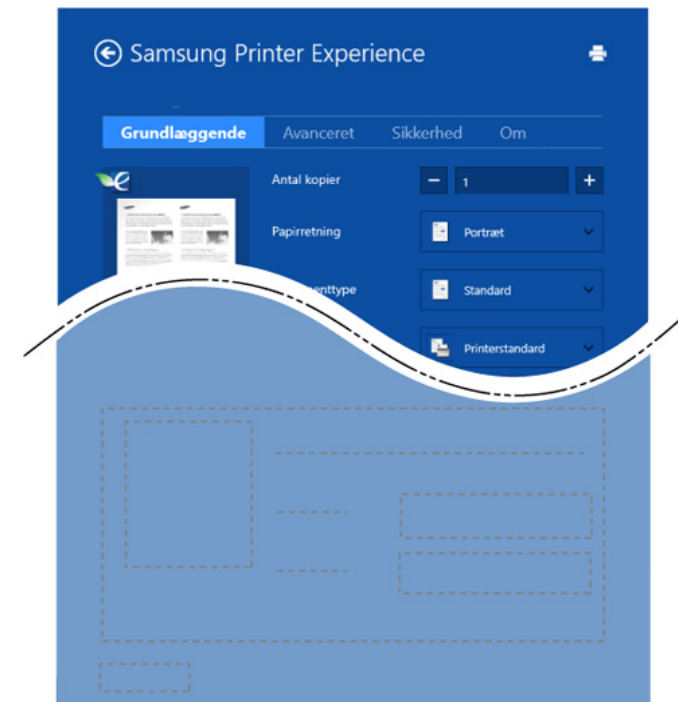 Samsung Printer Experience
Grundlæggende Avanceret Sikkerhed Om
Antal kopier 1
Papirretning Portræt
Standard
Printerstandard